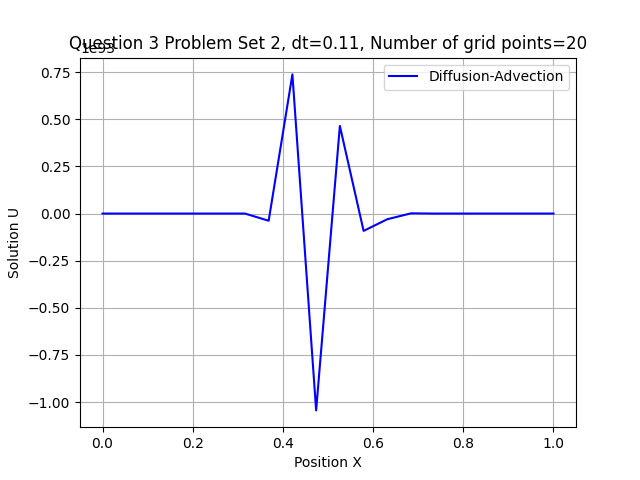 Question 3 Problem Set 2, dt=0.11, Number of grid points=20
Diffusion-Advection
0.75
0.50
0.25
0.00
−0.25
−0.50
−0.75
−1.00
Solution U
0.0 0.2 0.4 0.6 0.8 1.0
Position X